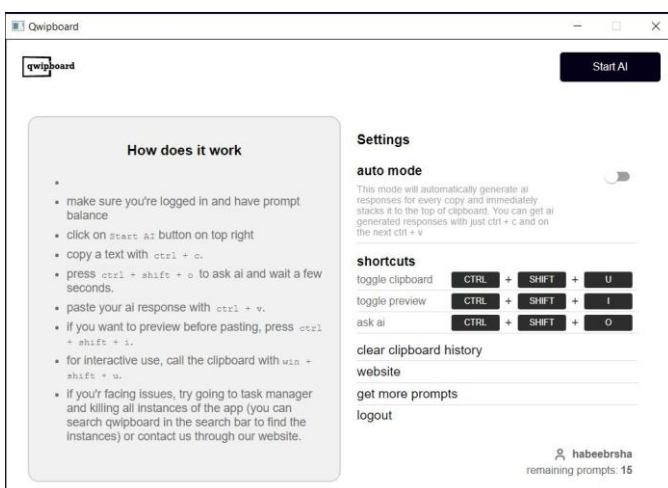 Qwipboard
qwipboard
Start AI
How does it work
make sure you're logged in and have prompt
balance
click on Start AI button on top right
copy a text with ctrl + c.
press ctrl + shift + o to ask ai and wait a few
seconds.
paste your ai response with ctrl + v.
if you want to preview before pasting, press ctrl
+ shift + i.
for interactive use, call the clipboard with win +
shift + u.
if you'r facing issues, try going to task manager
and killing all instances of the app (you can
search qwipboard in the search bar to find the
instances) or contact us through our website.
Settings
auto mode
This mode will automatically generate ai
responses for every copy and immediately
stacks it to the top of clipboard. You can get ai
generated responses with just ctrl + c and on
the next ctrl + v
shortcuts
toggle clipboard CTRL + SHIFT + U
toggle preview CTRL + SHIFT + I
ask ai CTRL + SHIFT + O
clear clipboard history
website
get more prompts
logout
habeebrsha
remaining prompts: 15